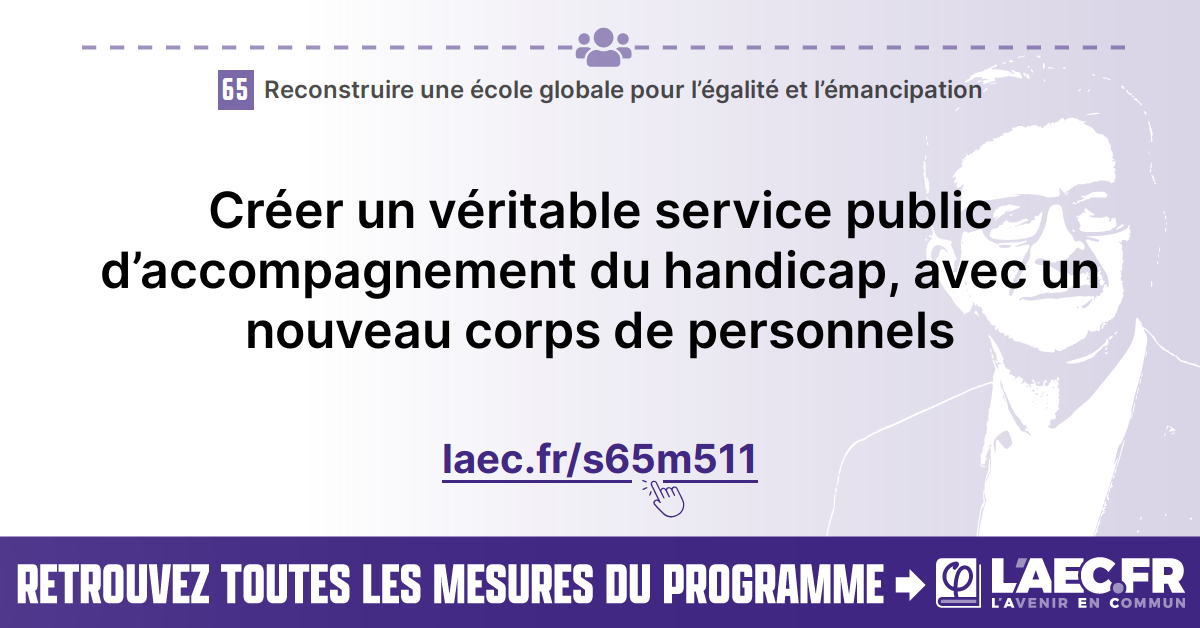 65 Reconstruire une école globale pour l’égalité et l’émancipation
Créer un véritable service public
d’accompagnement du handicap, avec un
nouveau corps de personnels
laec.fr/s65m511
RETROUVEZ TOUTES LES MESURES DU PROGRAMME
L'AEC.FR
L'AVENIR EN COMMUN